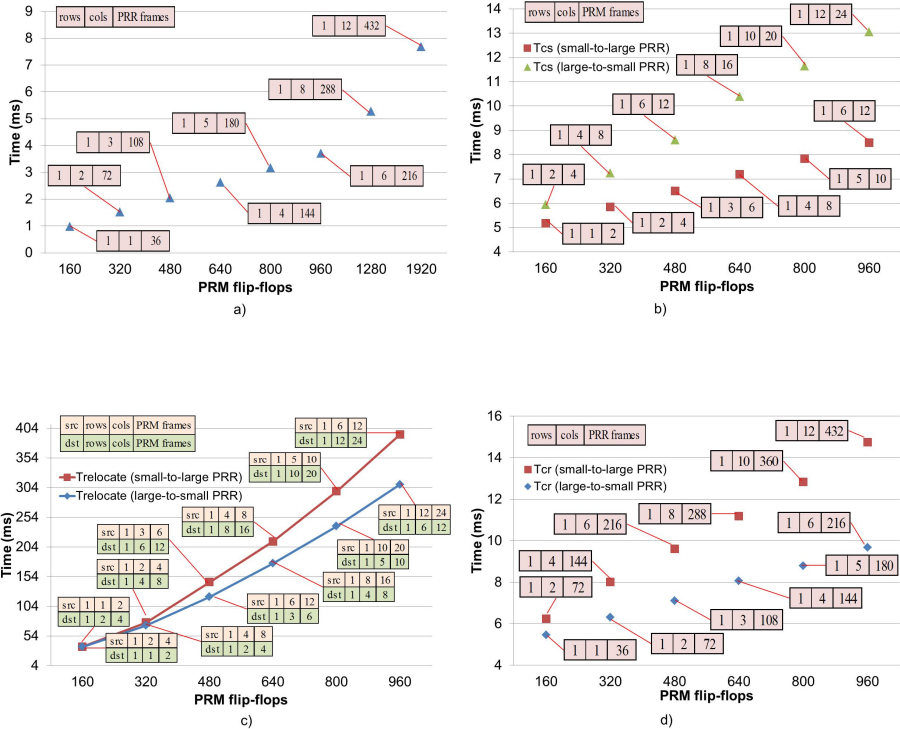 rows cols PRR frames
9
8
7
6
5
4
3
2
1
0
Time (ms)
1 12 432
1 8 288
1 5 180
1 3 108
1 2 72
1 6 216
1 4 144
1 1 36
160 320 480 640 800 960 1280 1920
PRM flip-flops
a)
rows cols PRM frames
14
13
12
11
10
9
8
7
6
5
4
Time (ms)
Tcs (small-to-large PRR)
Tcs (large-to-small PRR)
1 12 24
1 10 20
1 8 16
1 6 12
1 4 8
1 2 4
1 6 12
1 5 10
1 4 8
1 3 6
1 2 4
1 1 2
160 320 480 640 800 960
PRM flip-flops
b)
src rows cols PRM frames
dst rows cols PRM frames
404
354
304
254
204
154
104
54
4
Time (ms)
Trelocate (small-to-large PRR)
Trelocate (large-to-small PRR)
src 1 6 12
dst 1 12 24
src 1 5 10
dst 1 10 20
src 1 4 8
dst 1 8 16
src 1 3 6
dst 1 6 12
src 1 2 4
dst 1 4 8
src 1 1 2
dst 1 2 4
src 1 12 24
dst 1 6 12
src 1 10 20
dst 1 5 10
src 1 8 16
dst 1 4 8
src 1 6 12
dst 1 3 6
src 1 4 8
dst 1 2 4
src 1 2 4
dst 1 1 2
160 320 480 640 800 960
PRM flip-flops
c)
rows cols PRR frames
16
14
12
10
8
6
4
Time (ms)
Tcr (small-to-large PRR)
Tcr (large-to-small PRR)
1 12 432
1 10 360
1 8 288
1 6 216
1 4 144
1 2 72
1 6 216
1 5 180
1 4 144
1 3 108
1 2 72
1 1 36
160 320 480 640 800 960
PRM flip-flops
d)